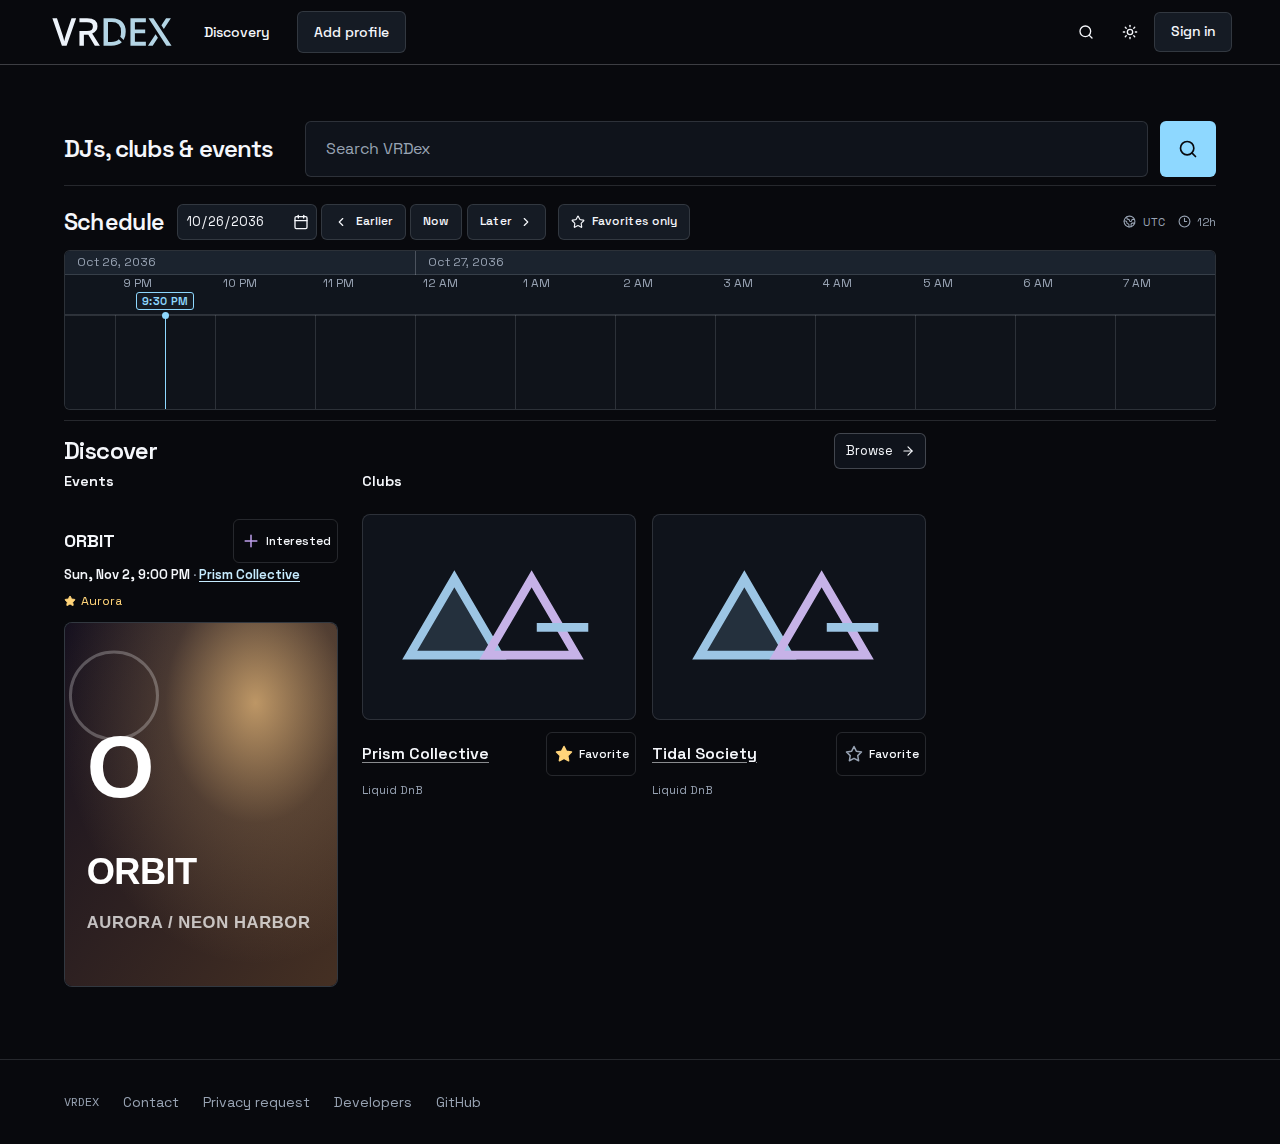 VRDEX Discovery Add profile Sign in
DJs, clubs & events Search VRDex
Schedule 10/26/2036 Earlier Now Later Favorites only UTC 12h
Oct 26, 2036 Oct 27, 2036
9 PM 10 PM 11 PM 12 AM 1 AM 2 AM 3 AM 4 AM 5 AM 6 AM 7 AM
9:30 PM
Discover Browse
Events Clubs
ORBIT Interested
Sun, Nov 2, 9:00 PM · Prism Collective
Aurora
O
ORBIT
AURORA / NEON HARBOR
Prism Collective Favorite
Liquid DnB
Tidal Society Favorite
Liquid DnB
VRDEX Contact Privacy request Developers GitHub